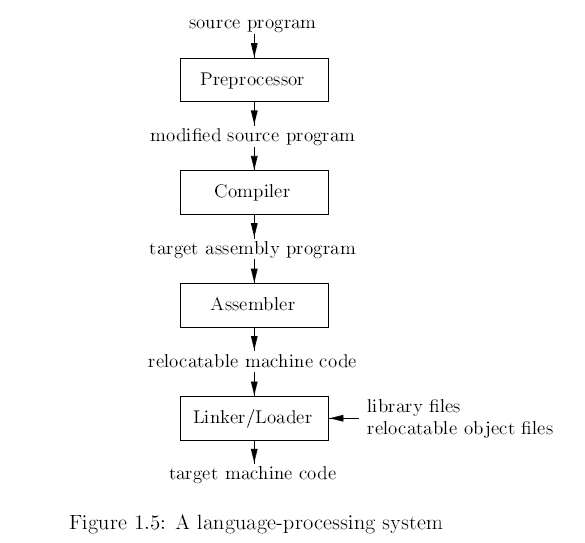 source program
Preprocessor
modified source program
Compiler
target assembly program
Assembler
relocatable machine code
Linker/Loader
library files
relocatable object files
target machine code
Figure 1.5: A language-processing system